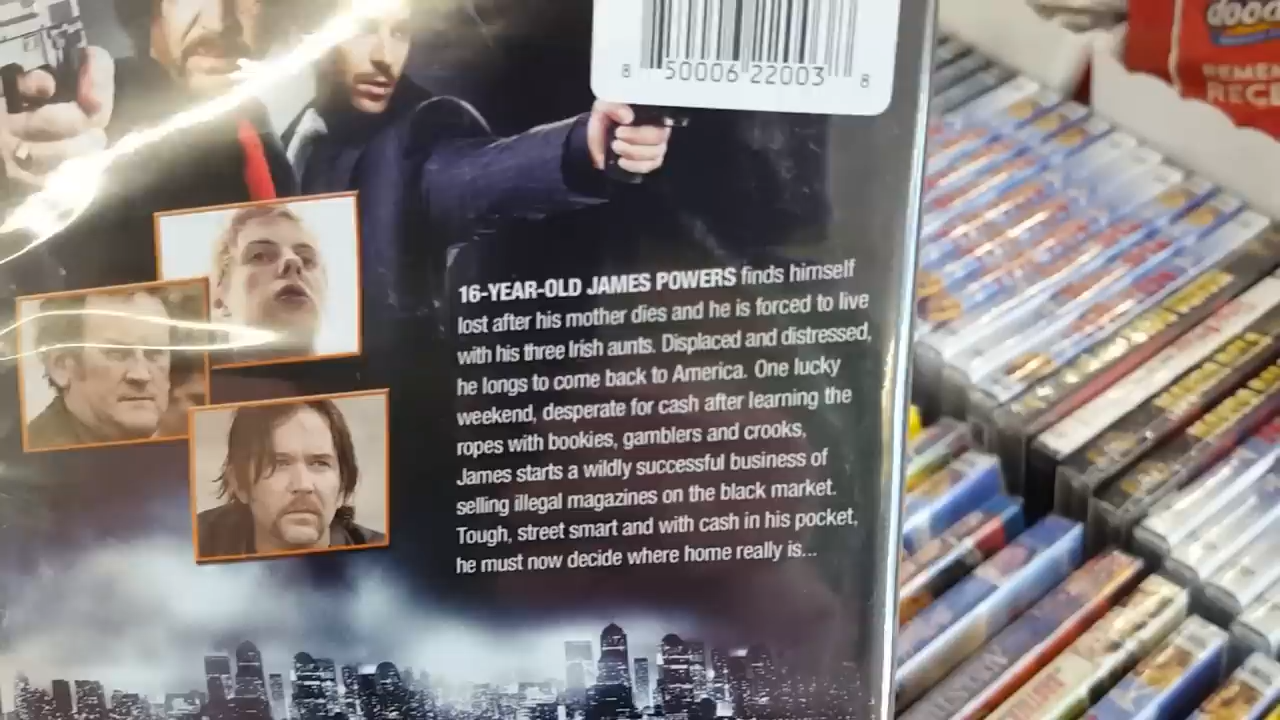 8 50006 22003 8
16-YEAR-OLD JAMES POWERS finds himself
lost after his mother dies and he is forced to live
with his three Irish aunts. Displaced and distressed,
he longs to come back to America. One lucky
weekend, desperate for cash after learning the
ropes with bookies, gamblers and crooks,
James starts a wildly successful business of
selling illegal magazines on the black market.
Tough, street smart and with cash in his pocket,
he must now decide where home really is...